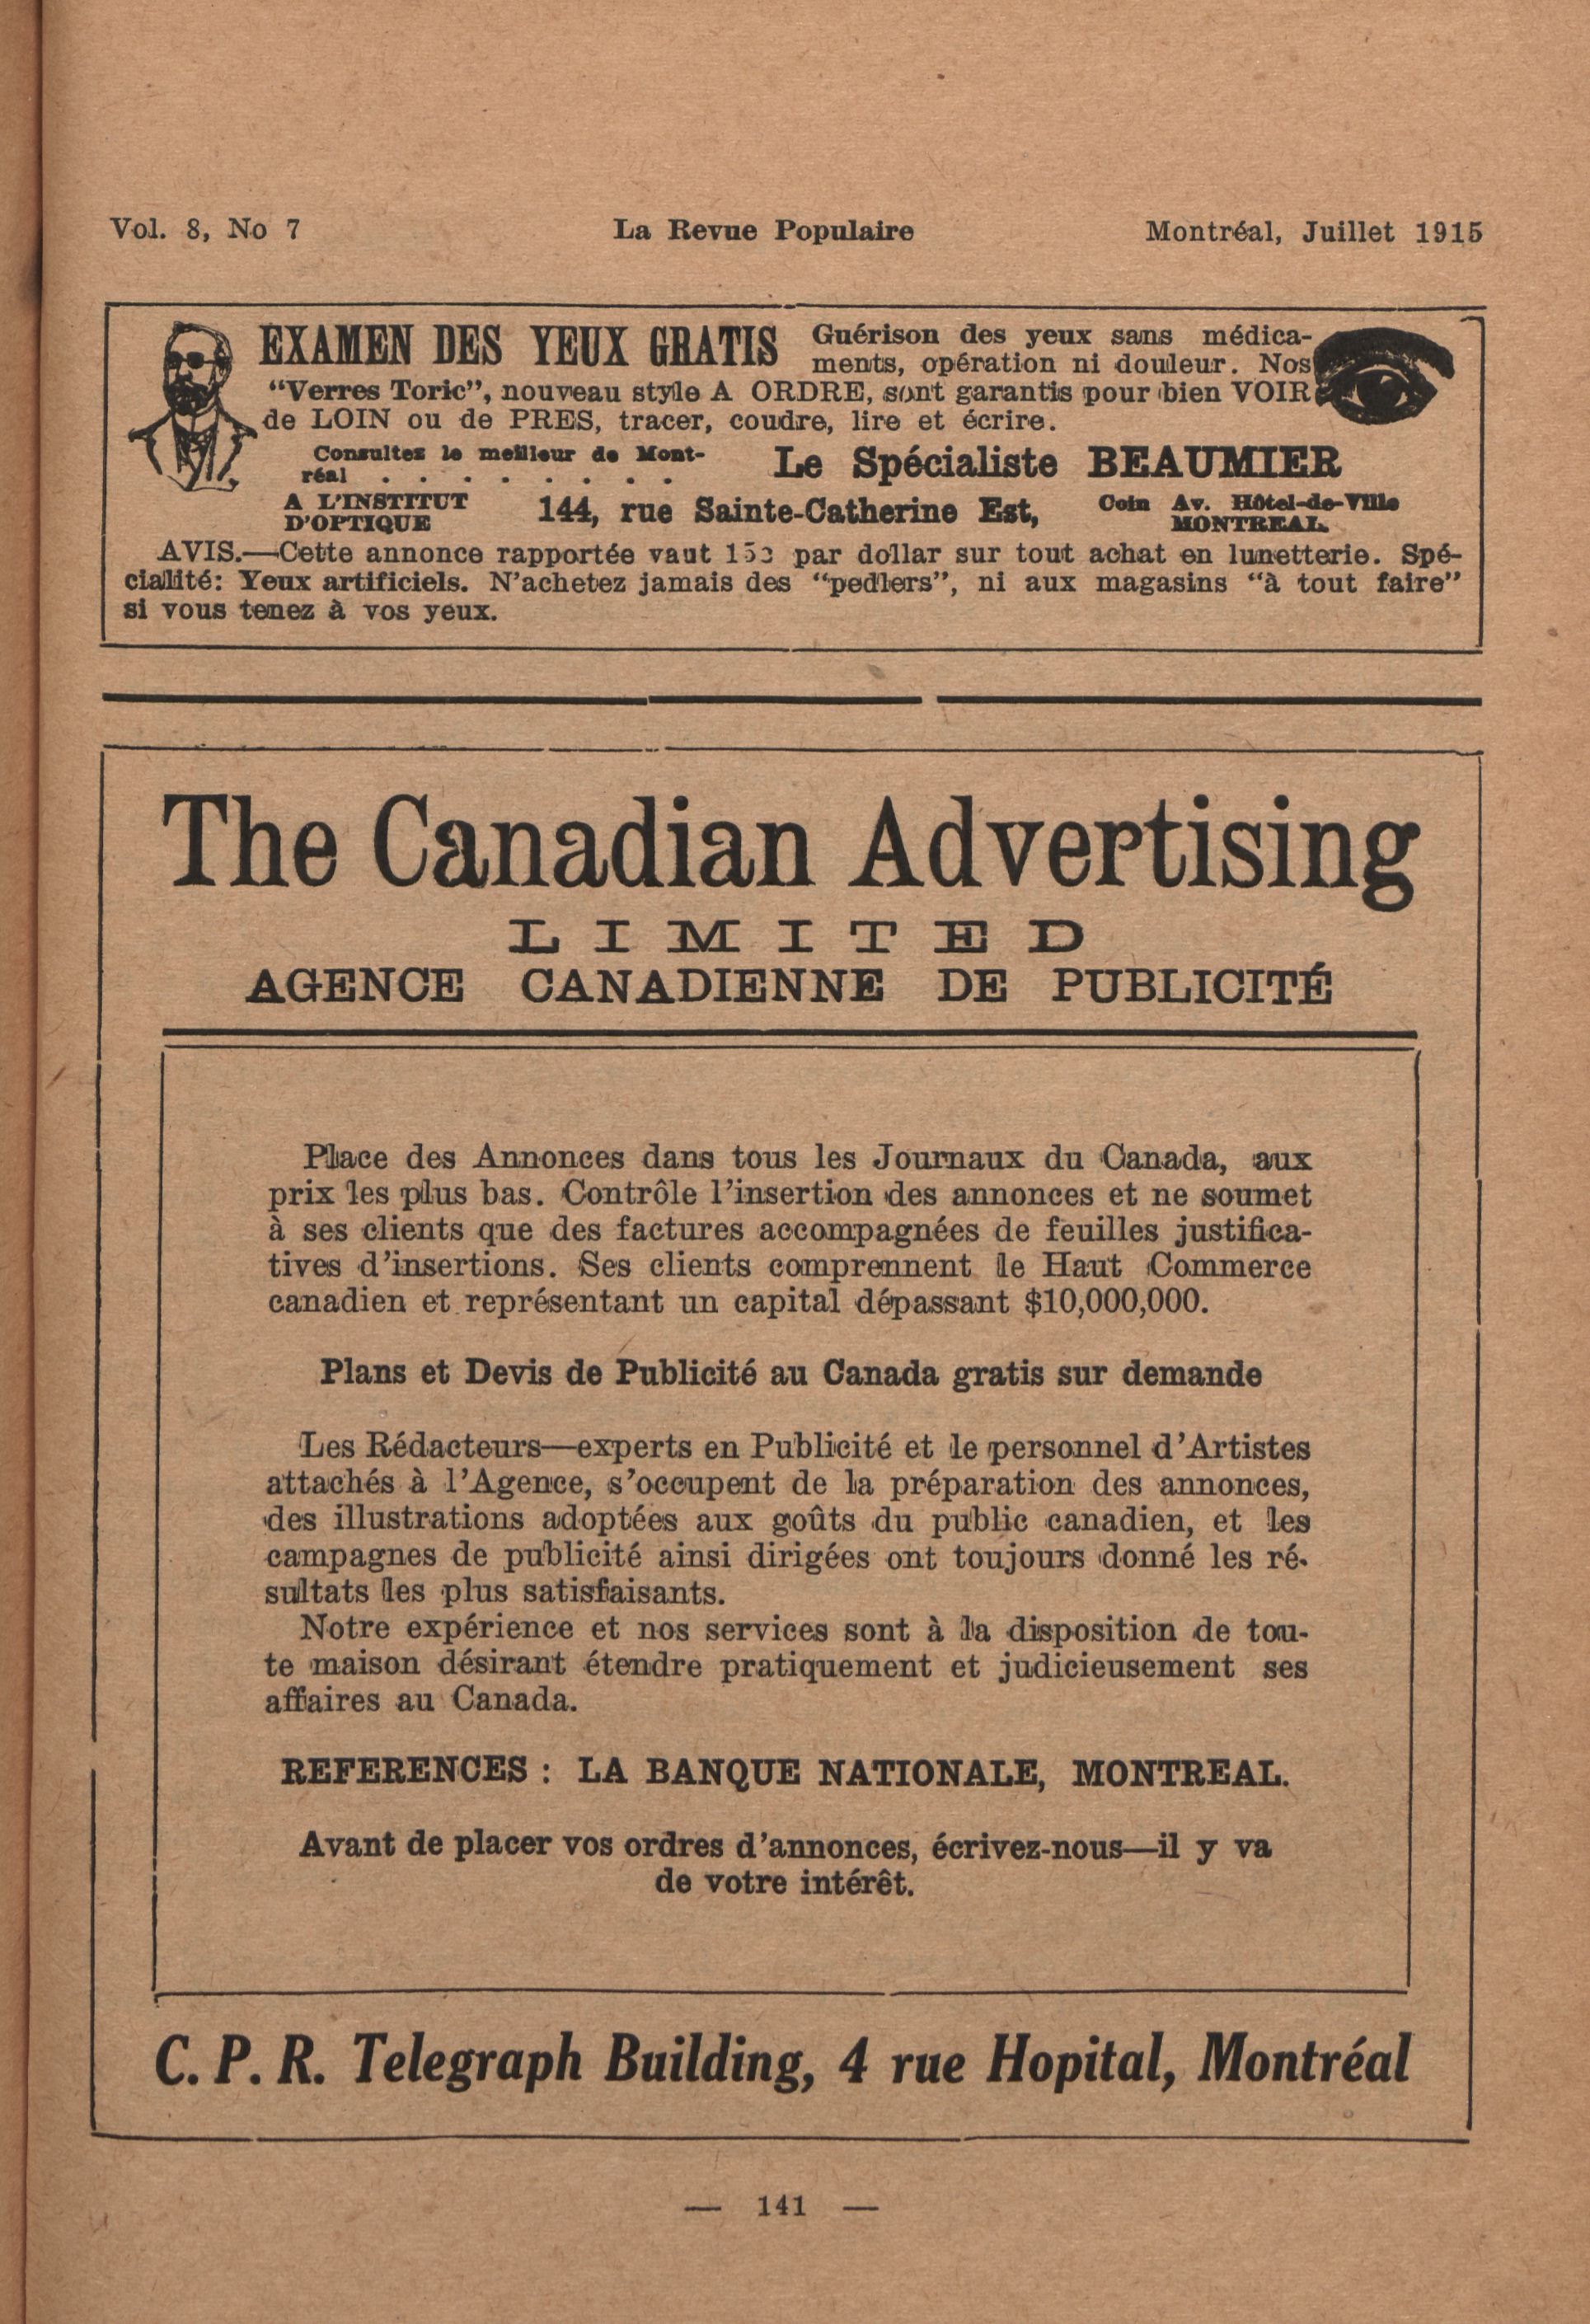 Vol. 8, No 7 La Revue Populaire Montréal, Juillet 1915
EXAMEN DES YEUX GRATIS Guérison des yeux sans médica-
ments, opération ni douleur. Nos
“Verres Toric”, nouveau style A ORDRE, sont garantis pour bien VOIR
de LOIN ou de PRES, tracer, coudre, lire et écrire.
Consultez le meilleur de Mont-
réal . . . . . . . . Le Spécialiste BEAUMIER
A L'INSTITUT
D'OPTIQUE 144, rue Sainte-Catherine Est, Coin Av. Hôtel-de-Ville
MONTREAL.
AVIS.—Cette annonce rapportée vaut 15c par dollar sur tout achat en lunetterie. Spé-
cialité: Yeux artificiels. N'achetez jamais des “pedlers”, ni aux magasins “à tout faire”
si vous tenez à vos yeux.
The Canadian Advertising
LIMITED
AGENCE CANADIENNE DE PUBLICITÉ
Place des Annonces dans tous les Journaux du Canada, aux
prix les plus bas. Contrôle l'insertion des annonces et ne soumet
à ses clients que des factures accompagnées de feuilles justifica-
tives d'insertions. Ses clients comprennent le Haut Commerce
canadien et représentant un capital dépassant $10,000,000.
Plans et Devis de Publicité au Canada gratis sur demande
Les Rédacteurs—experts en Publicité et le personnel d'Artistes
attachés à l'Agence, s'occupent de la préparation des annonces,
des illustrations adoptées aux goûts du public canadien, et les
campagnes de publicité ainsi dirigées ont toujours donné les ré-
sultats les plus satisfaisants.
Notre expérience et nos services sont à la disposition de tou-
te maison désirant étendre pratiquement et judicieusement ses
affaires au Canada.
REFERENCES : LA BANQUE NATIONALE, MONTREAL.
Avant de placer vos ordres d'annonces, écrivez-nous—il y va
de votre intérêt.
C. P. R. Telegraph Building, 4 rue Hopital, Montréal
— 141 —